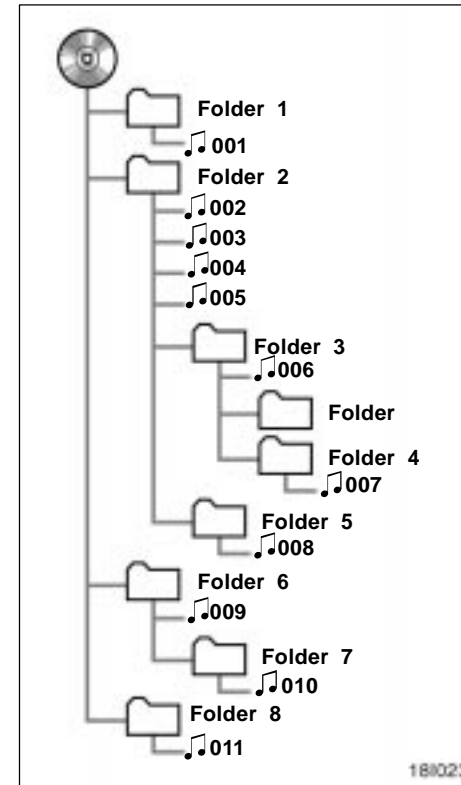 Folder 1
001
Folder 2
002
003
004
005
Folder 3
006
Folder
Folder 4
007
Folder 5
008
Folder 6
009
Folder 7
010
Folder 8
011